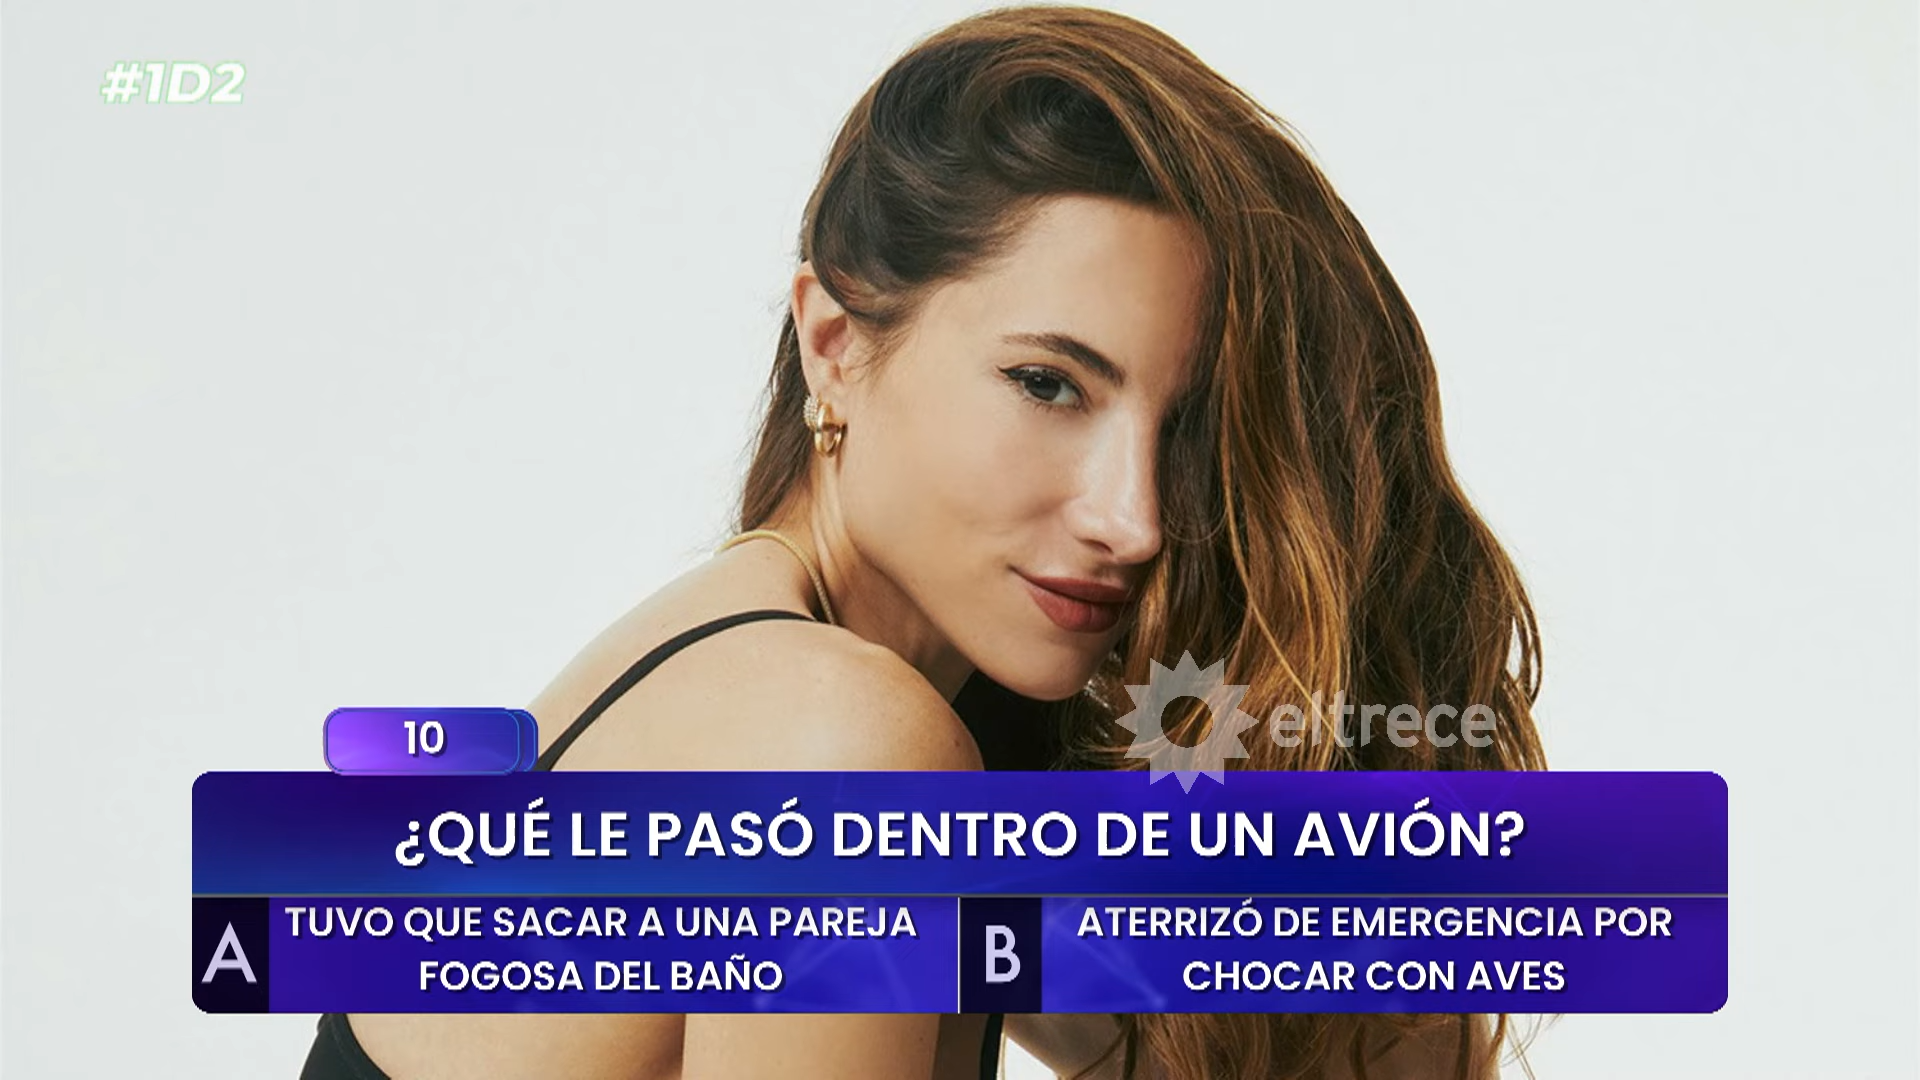 #1D2
eltrece
10
¿QUÉ LE PASÓ DENTRO DE UN AVIÓN?
A
TUVO QUE SACAR A UNA PAREJA
FOGOSA DEL BAÑO
B
ATERRIZÓ DE EMERGENCIA POR
CHOCAR CON AVES